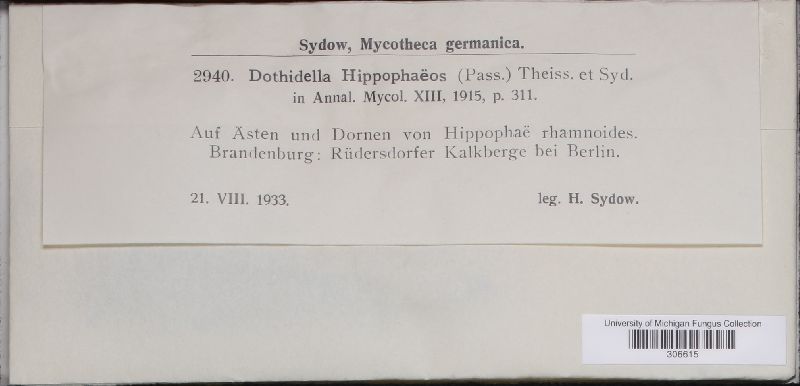 Sydow, Mycotheca germanica.
2940. Dothidella Hippophaëos (Pass.) Theiss. et Syd.
in Annal. Mycol. XIII, 1915, p. 311.
Auf Ästen und Dornen von Hippophaë rhamnoides.
Brandenburg: Rüdersdorfer Kalkberge bei Berlin.
21. VIII. 1933. leg. H. Sydow.
University of Michigan Fungus Collection
306615